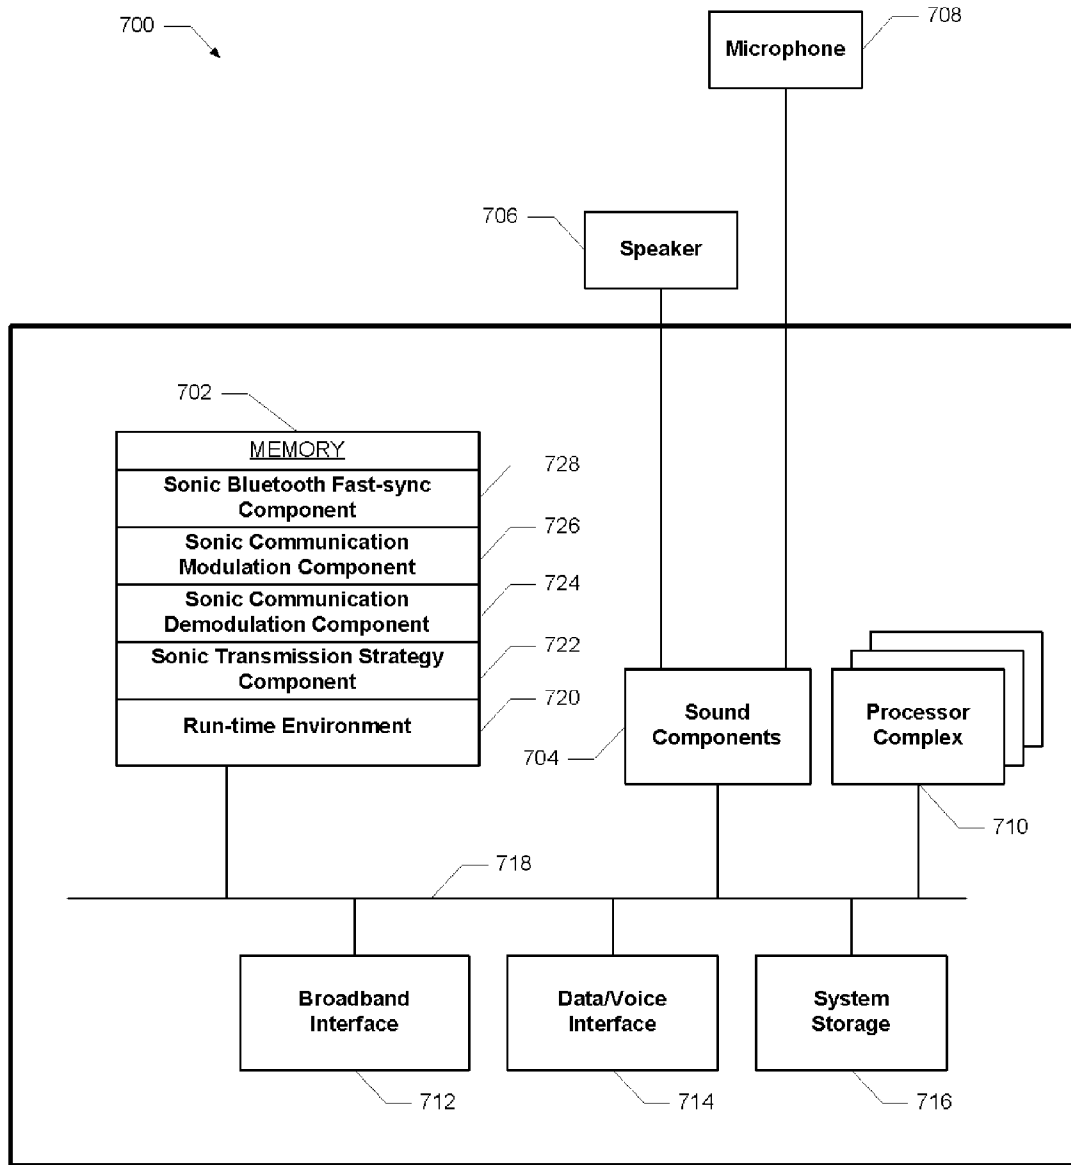 700
708
Microphone
706
Speaker
702
MEMORY
728
Sonic Bluetooth Fast-sync
Component
726
Sonic Communication
Modulation Component
724
Sonic Communication
Demodulation Component
722
Sonic Transmission Strategy
Component
720
Run-time Environment
Sound
Components
704
Processor
Complex
710
718
Broadband
Interface
712
Data/Voice
Interface
714
System
Storage
716